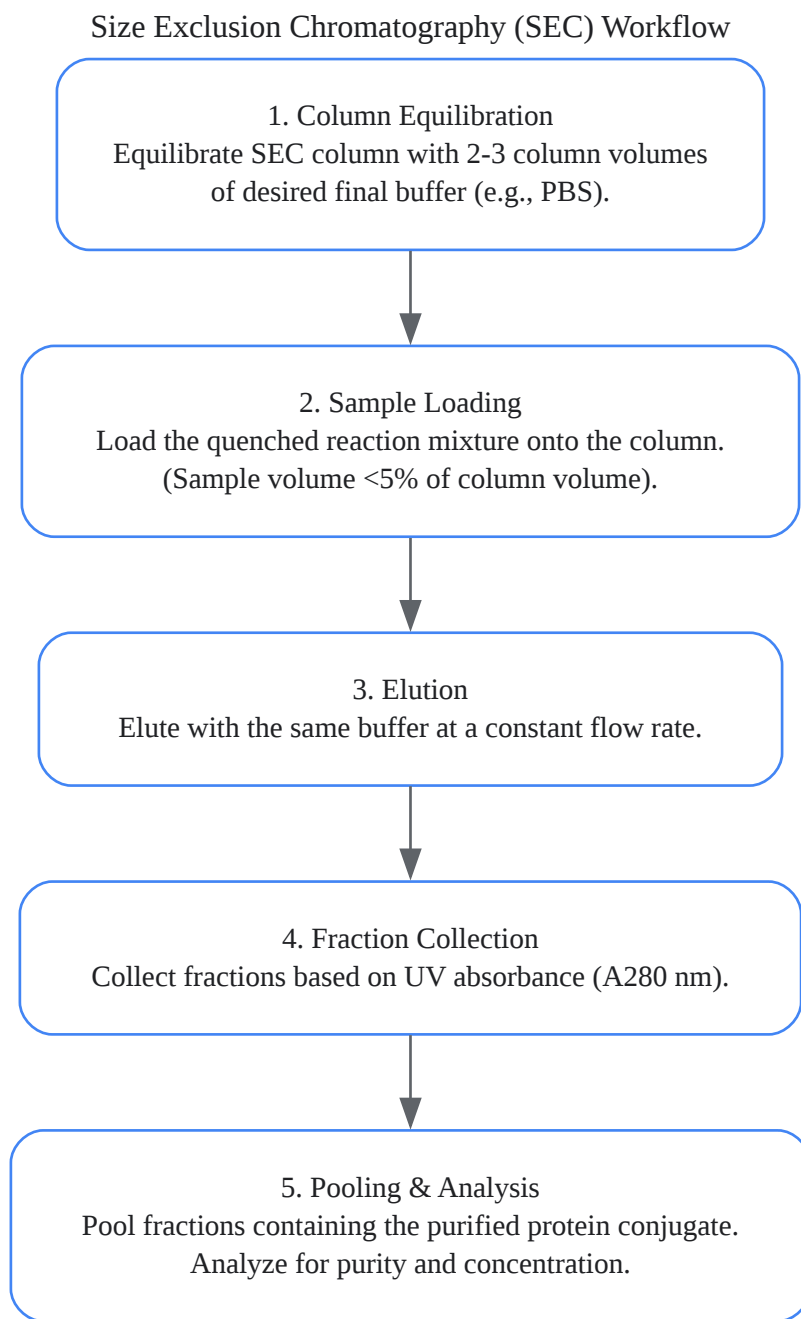 Size Exclusion Chromatography (SEC) Workflow
1. Column Equilibration
Equilibrate SEC column with 2-3 column volumes
of desired final buffer (e.g., PBS).
2. Sample Loading
Load the quenched reaction mixture onto the column.
(Sample volume <5% of column volume).
3. Elution
Elute with the same buffer at a constant flow rate.
4. Fraction Collection
Collect fractions based on UV absorbance (A280 nm).
5. Pooling & Analysis
Pool fractions containing the purified protein conjugate.
Analyze for purity and concentration.